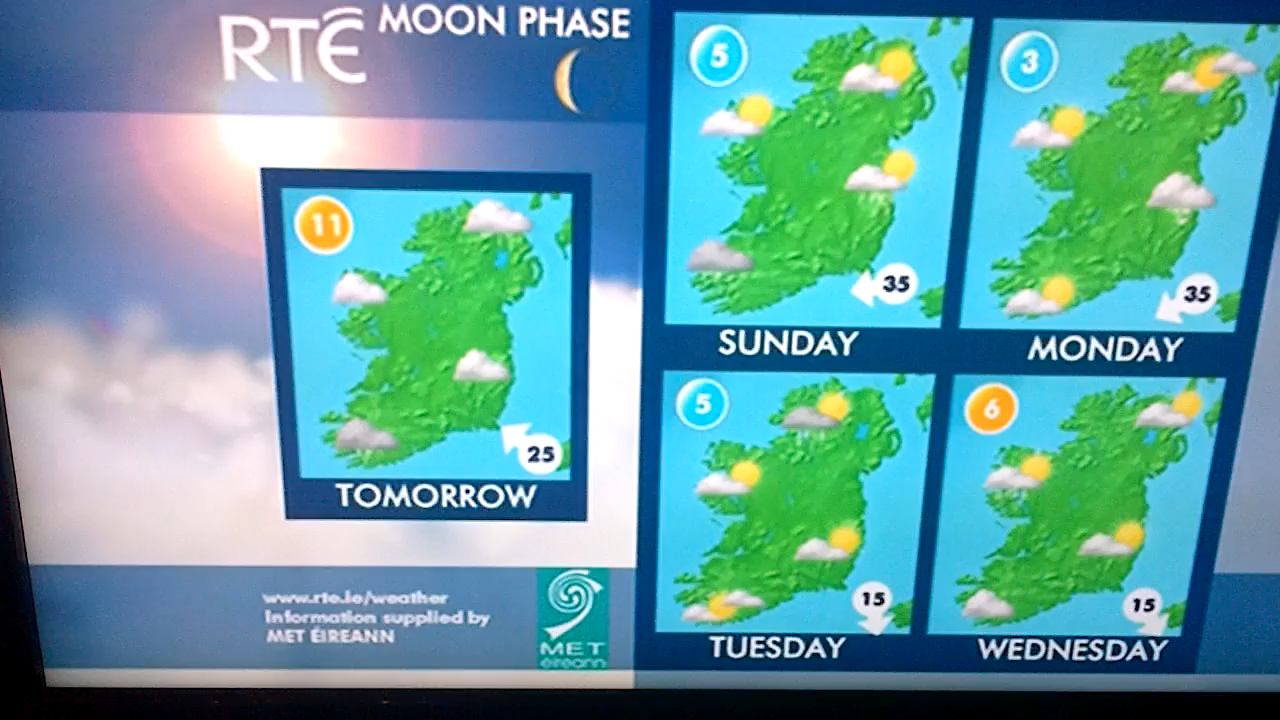 RTÉ
MOON PHASE
11
25
TOMORROW
www.rte.ie/weather
Information supplied by
MET ÉIREANN
MET
éireann
5
35
SUNDAY
3
35
MONDAY
5
15
TUESDAY
6
15
WEDNESDAY